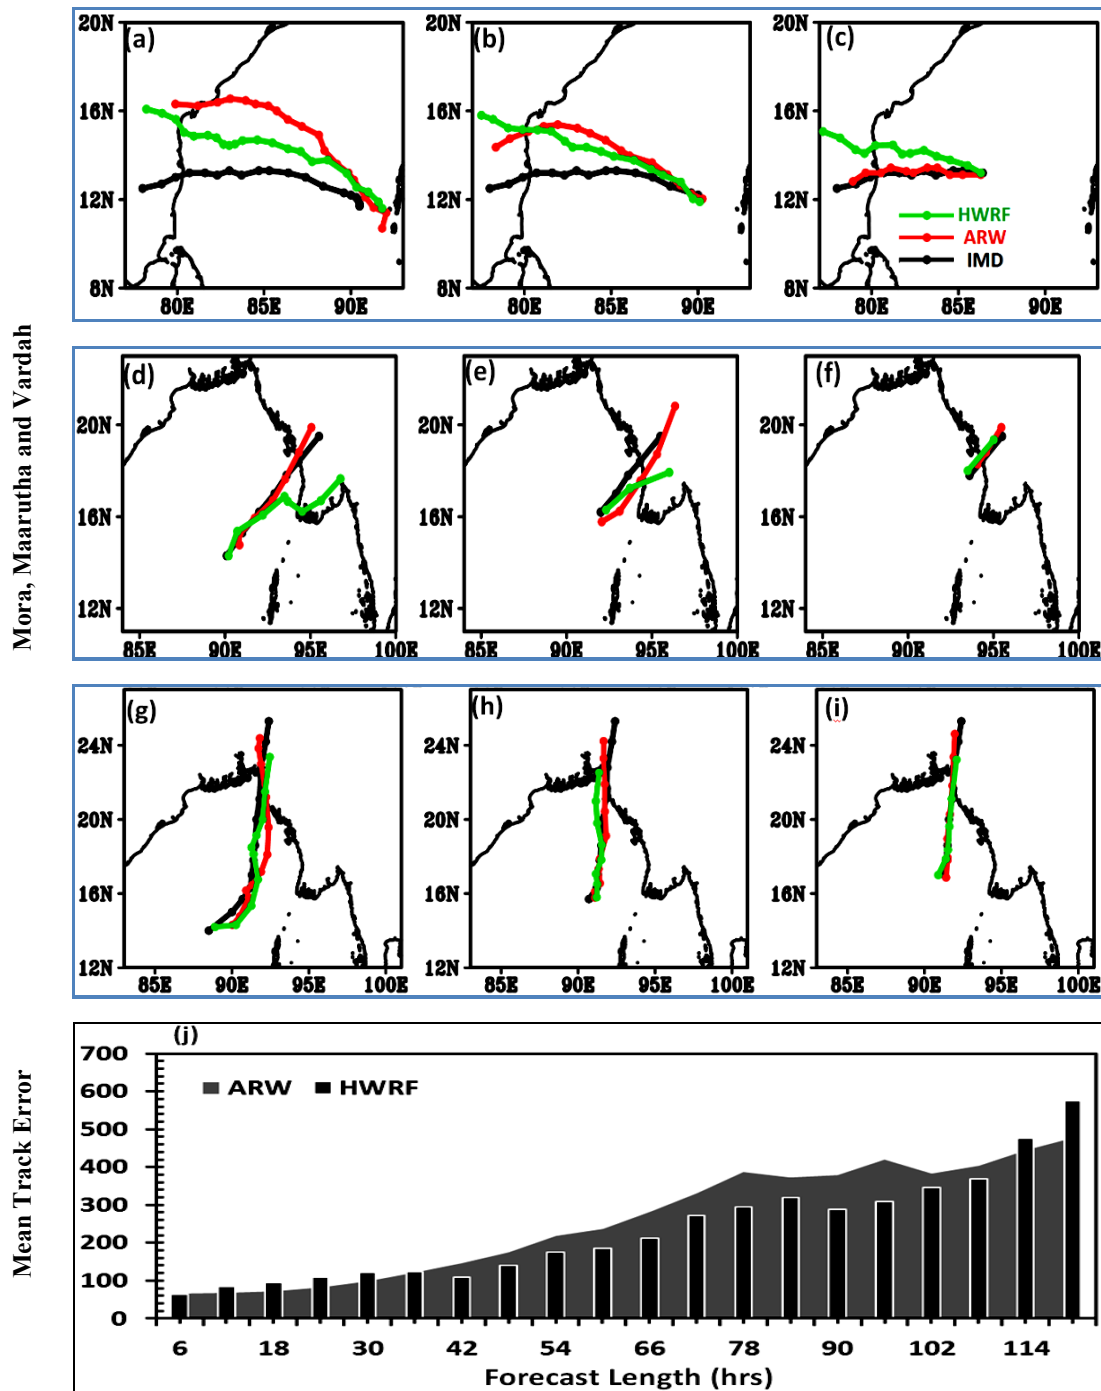 Mora, Maarutha and Vardah
(a)
20N
16N
12N
8N
80E 85E 90E
(b)
20N
16N
12N
8N
80E 85E 90E
(c)
20N
16N
12N
8N
80E 85E 90E
HWRF
ARW
IMD
(d)
20N
16N
12N
85E 90E 95E 100E
(e)
20N
16N
12N
85E 90E 95E 100E
(f)
20N
16N
12N
85E 90E 95E 100E
(g)
24N
20N
16N
12N
85E 90E 95E 100E
(h)
24N
20N
16N
12N
85E 90E 95E 100E
(i)
24N
20N
16N
12N
85E 90E 95E 100E
Mean Track Error
(j)
700
600
500
400
300
200
100
0
ARW HWRF
6 18 30 42 54 66 78 90 102 114
Forecast Length (hrs)